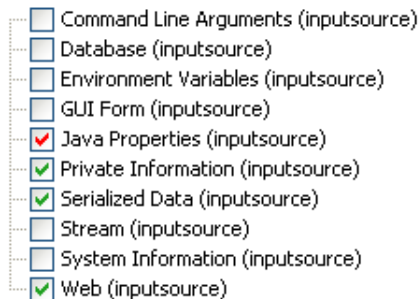 Command Line Arguments (inputsource)
Database (inputsource)
Environment Variables (inputsource)
GUI Form (inputsource)
Java Properties (inputsource)
Private Information (inputsource)
Serialized Data (inputsource)
Stream (inputsource)
System Information (inputsource)
Web (inputsource)